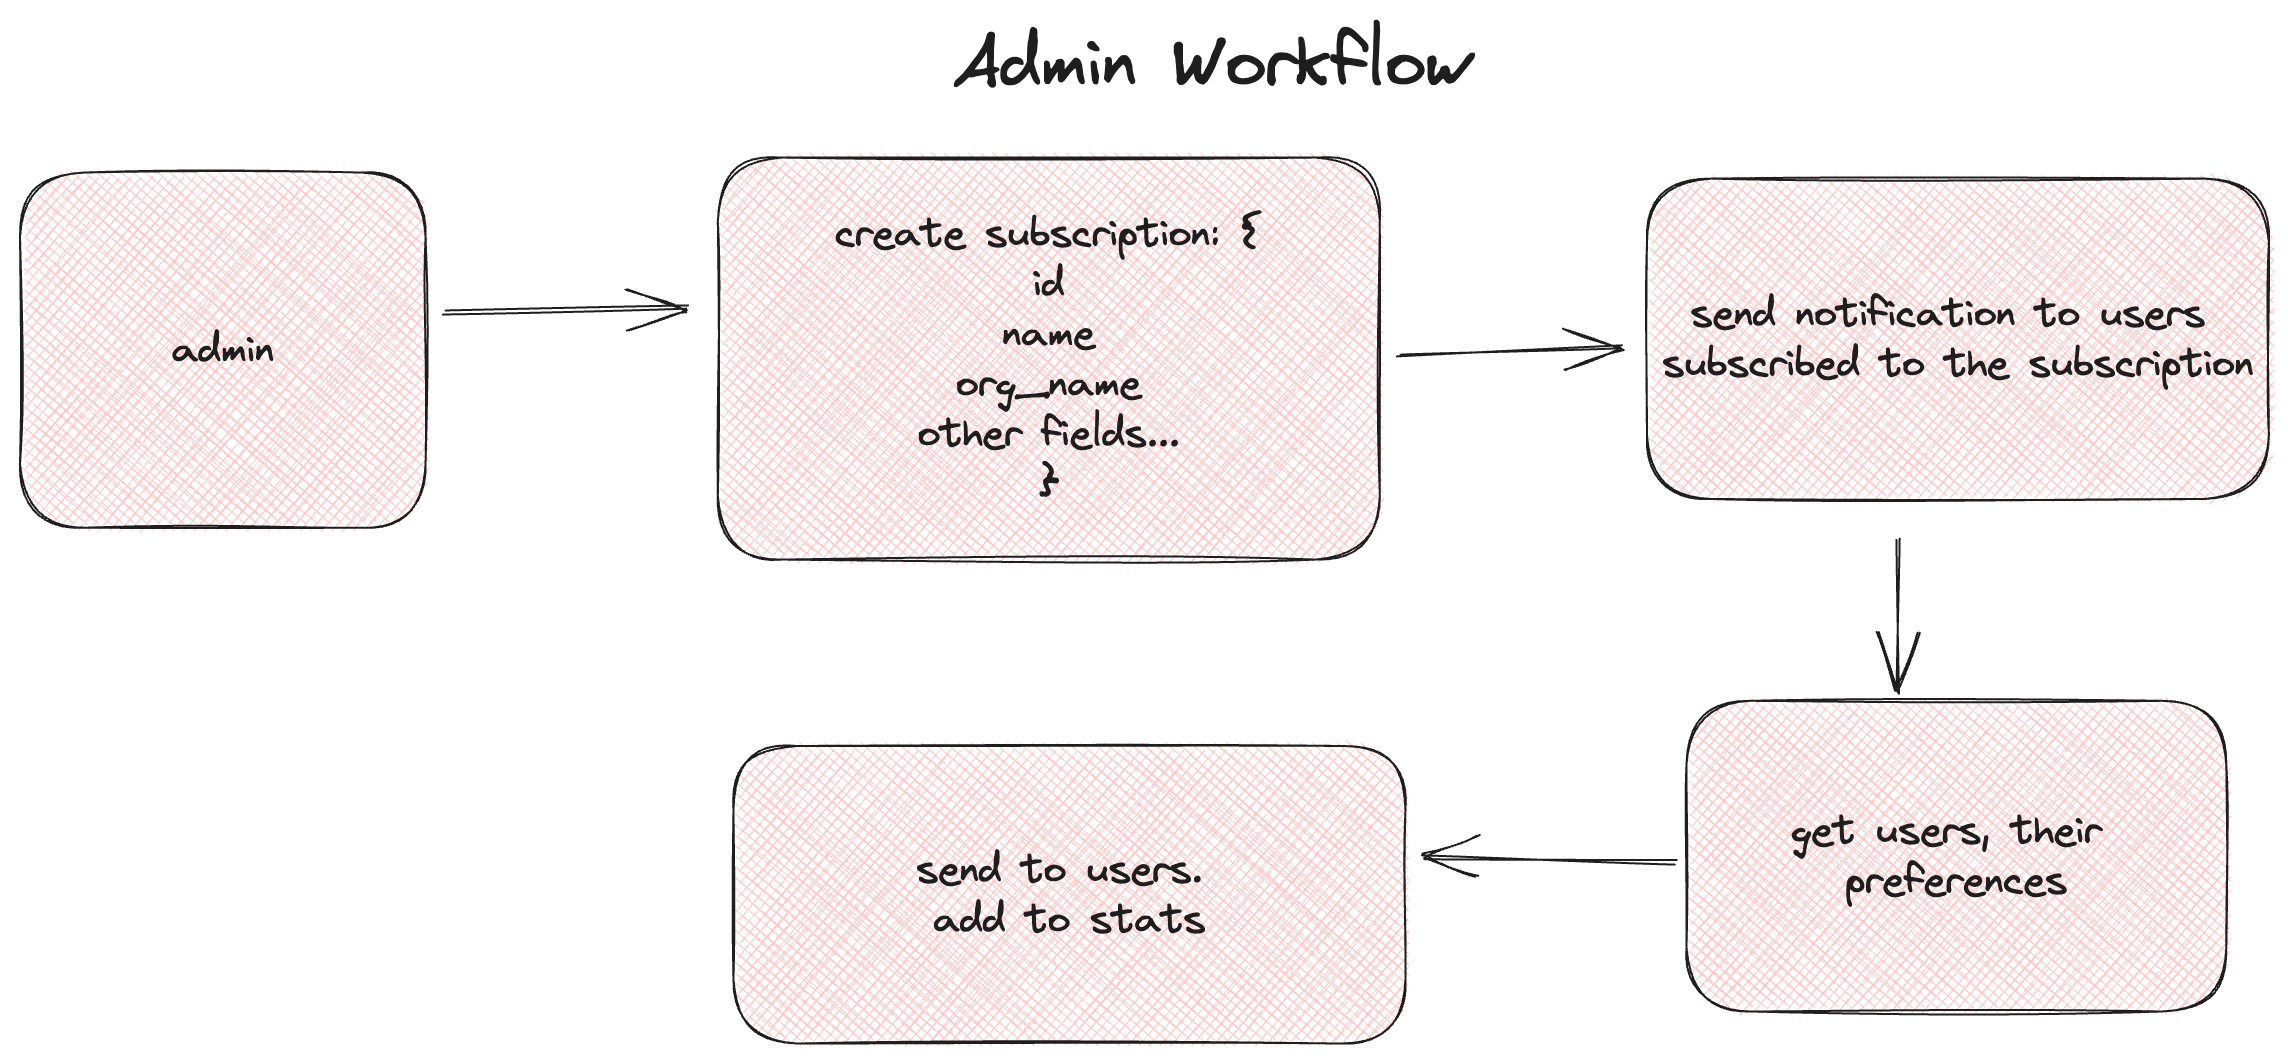 Admin Workflow
admin
create subscription: {
id
name
org_name
other fields...
}
send notification to users
subscribed to the subscription
get users, their
preferences
send to users.
add to stats